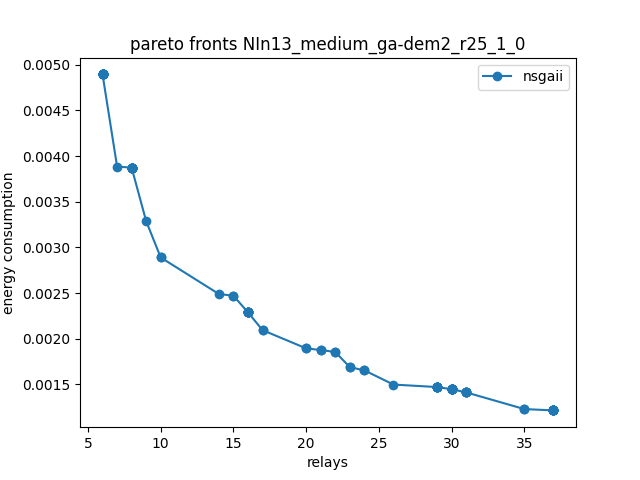 pareto fronts NIn13_medium_ga-dem2_r25_1_0
nsgaii
energy consumption
0.0050
0.0045
0.0040
0.0035
0.0030
0.0025
0.0020
0.0015
5 10 15 20 25 30 35
relays